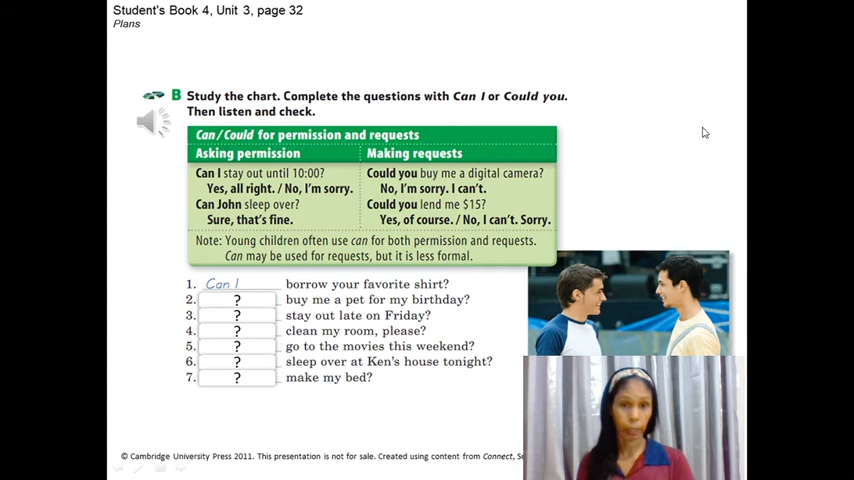 Student's Book 4, Unit 3, page 32
Plans
B Study the chart. Complete the questions with Can I or Could you.
Then listen and check.
Can/Could for permission and requests
Asking permission
Making requests
Can I stay out until 10:00?
Could you buy me a digital camera?
Yes, all right. / No, I'm sorry.
No, I'm sorry. I can't.
Can John sleep over?
Could you lend me $15?
Sure, that's fine.
Yes, of course. / No, I can't. Sorry.
Note: Young children often use can for both permission and requests.
Can may be used for requests, but it is less formal.
1. Can I borrow your favorite shirt?
2. ? buy me a pet for my birthday?
3. ? stay out late on Friday?
4. ? clean my room, please?
5. ? go to the movies this weekend?
6. ? sleep over at Ken's house tonight?
7. ? make my bed?
© Cambridge University Press 2011. This presentation is not for sale. Created using content from Connect,